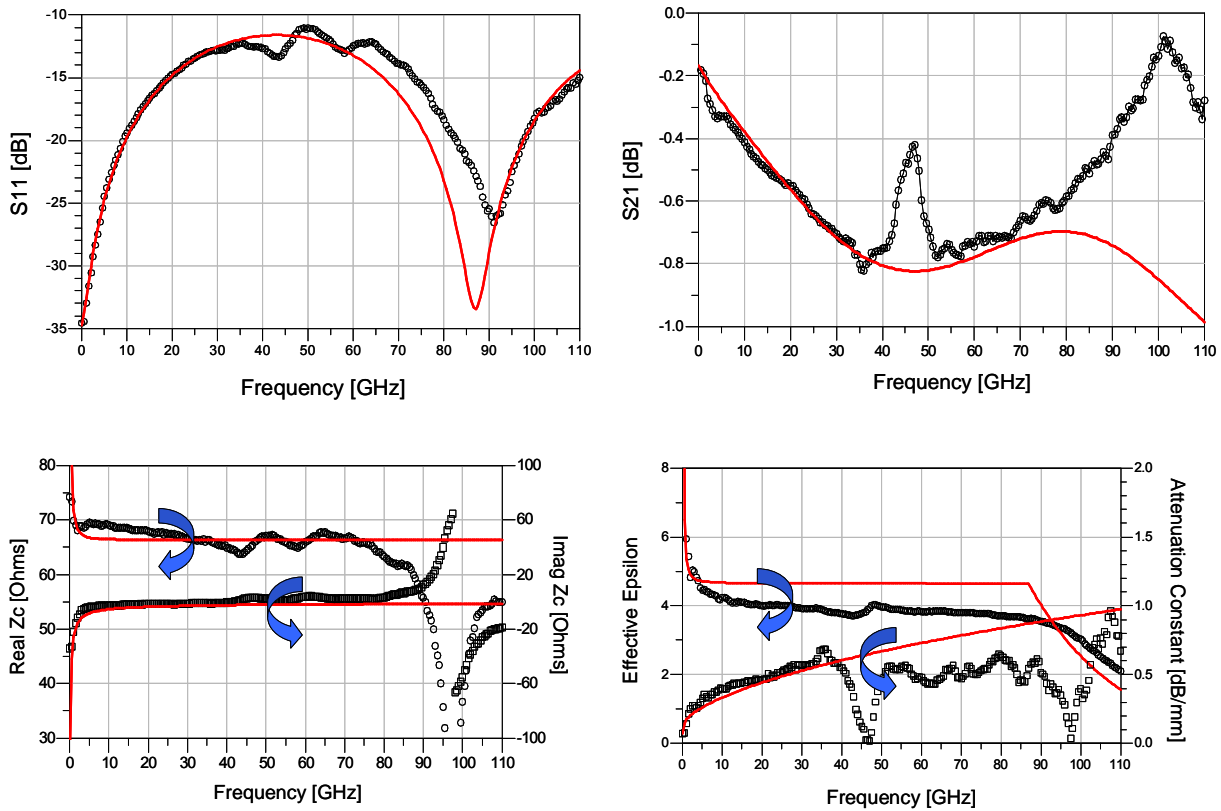 -10
-15
-20
-25
-30
-35
S11 [dB]
0 10 20 30 40 50 60 70 80 90 100 110
Frequency [GHz]
0.0
-0.2
-0.4
-0.6
-0.8
-1.0
S21 [dB]
0 10 20 30 40 50 60 70 80 90 100 110
Frequency [GHz]
80
70
60
50
40
30
Real Zc [Ohms]
100
60
20
-20
-60
-100
Imag Zc [Ohms]
0 10 20 30 40 50 60 70 80 90 100 110
Frequency [GHz]
8
6
4
2
0
Effective Epsilon
2.0
1.5
1.0
0.5
0.0
Attenuation Constant [dB/mm]
0 10 20 30 40 50 60 70 80 90 100 110
Frequency [GHz]